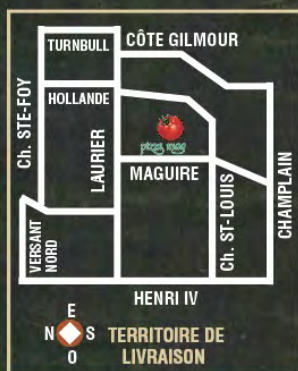 TURNBULL
CÔTE GILMOUR
Ch. STE-FOY
HOLLANDE
LAURIER
pizza mag
MAGUIRE
Ch. ST-LOUIS
CHAMPLAIN
VERSANT
NORD
HENRI IV
E
N S
O
TERRITOIRE DE
LIVRAISON